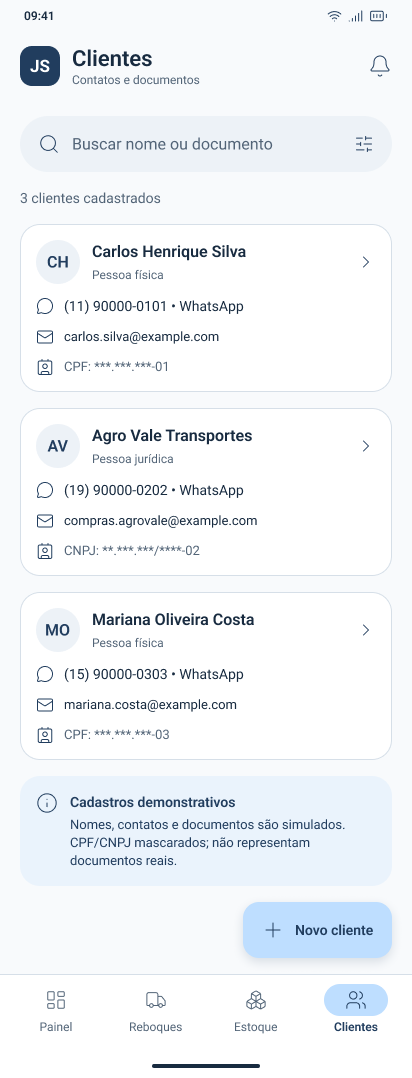 09:41
JS
Clientes
Contatos e documentos
Buscar nome ou documento
3 clientes cadastrados
CH
Carlos Henrique Silva
Pessoa física
(11) 90000-0101 • WhatsApp
carlos.silva@example.com
CPF: ***.***.***-01
AV
Agro Vale Transportes
Pessoa jurídica
(19) 90000-0202 • WhatsApp
compras.agrovale@example.com
CNPJ: **.***.***/****-02
MO
Mariana Oliveira Costa
Pessoa física
(15) 90000-0303 • WhatsApp
mariana.costa@example.com
CPF: ***.***.***-03
Cadastros demonstrativos
Nomes, contatos e documentos são simulados.
CPF/CNPJ mascarados; não representam
documentos reais.
Novo cliente
Painel
Reboques
Estoque
Clientes